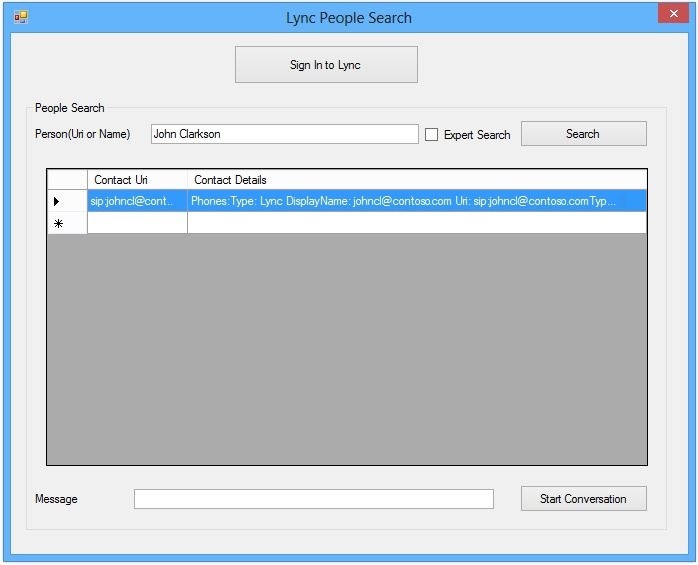 Lync People Search
Sign In to Lync
People Search
Person(Uri or Name) John Clarkson Expert Search Search
Contact Uri Contact Details
sip:johncl@cont... Phones:Type: Lync DisplayName: johncl@contoso.com Uri: sip:johncl@contoso.comTyp...
Message Start Conversation